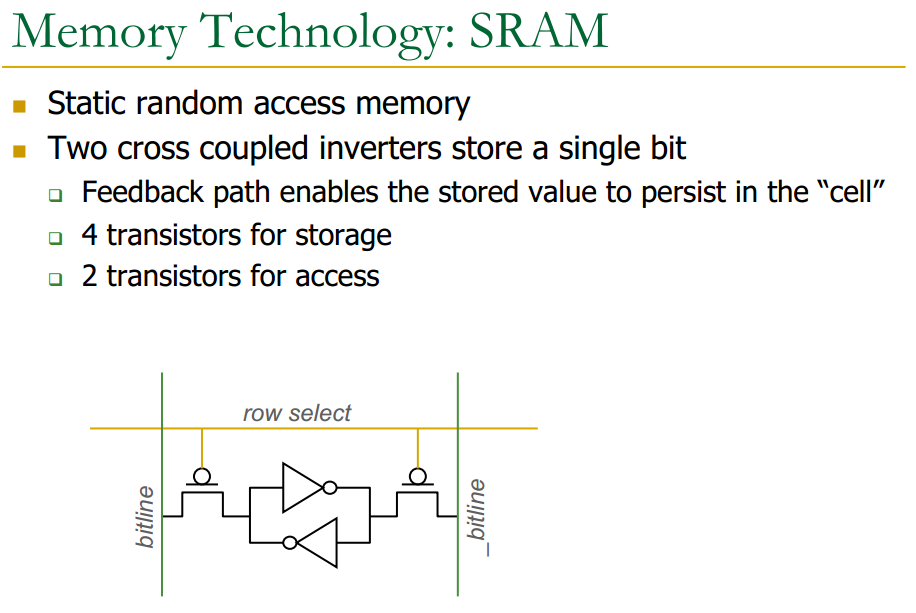 Memory Technology: SRAM
Static random access memory
Two cross coupled inverters store a single bit
Feedback path enables the stored value to persist in the “cell”
4 transistors for storage
2 transistors for access
row select
bitline
_bitline